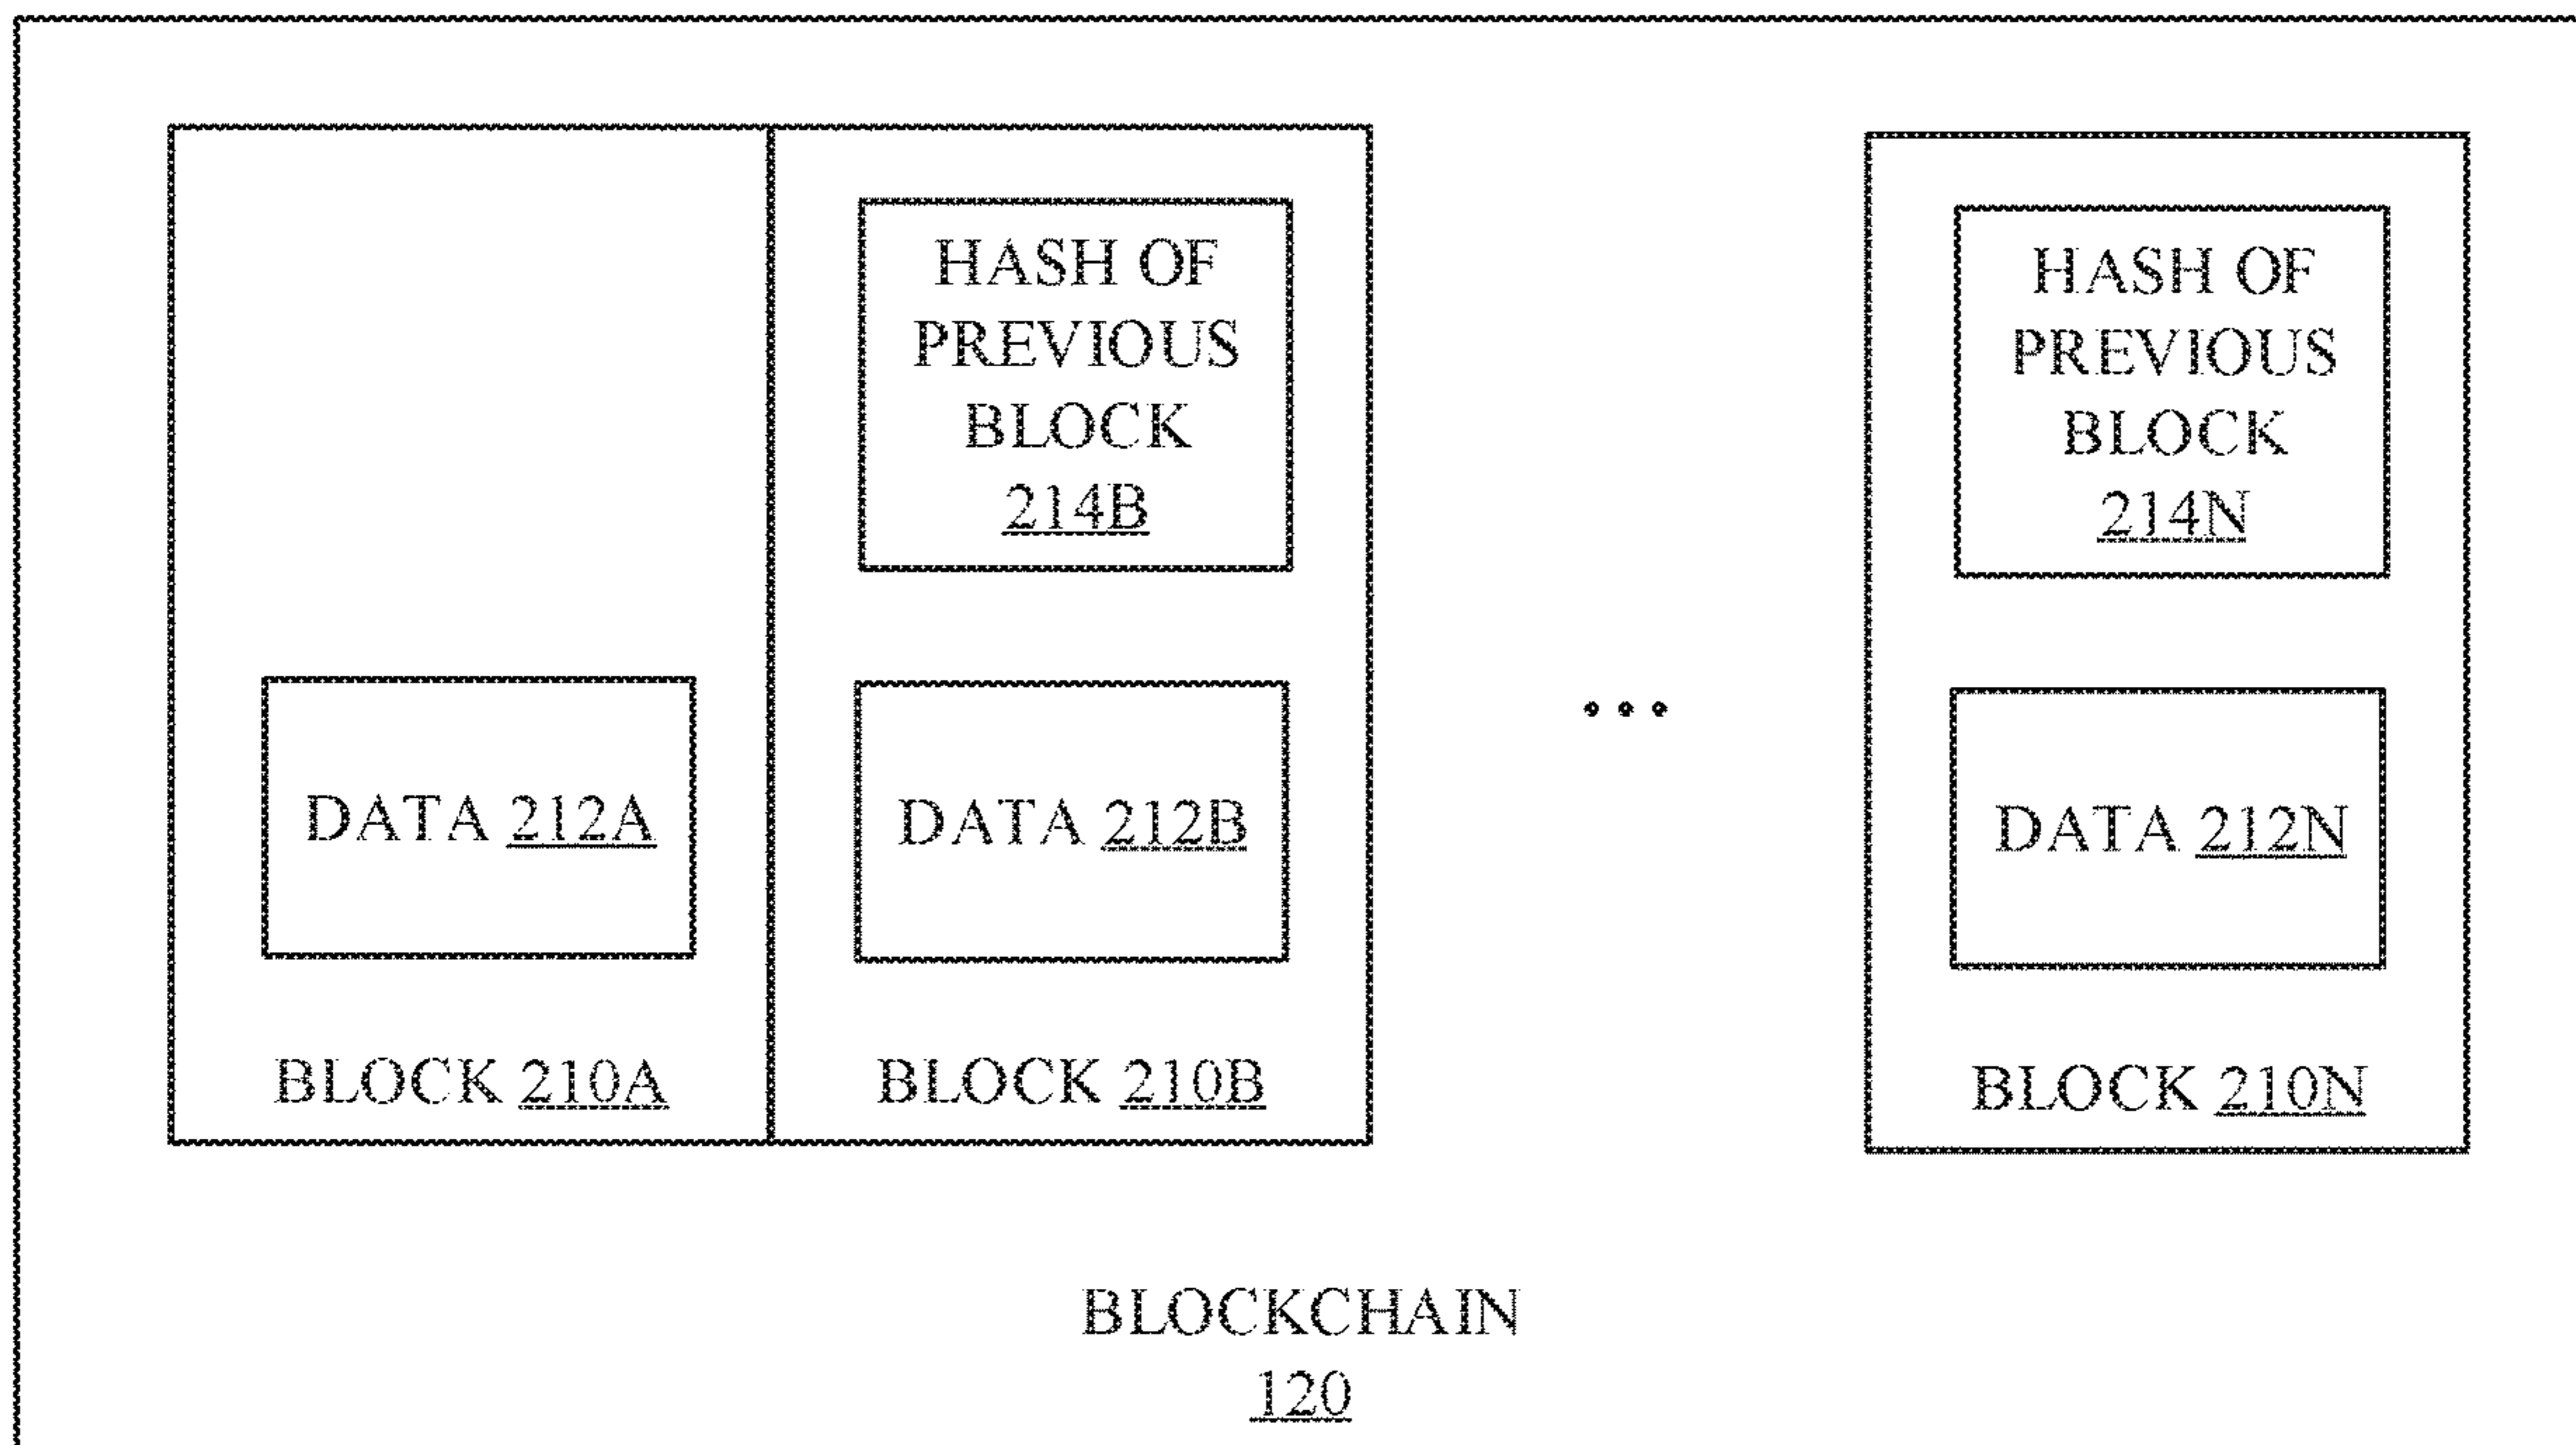 HASH OF
PREVIOUS
BLOCK
214B
HASH OF
PREVIOUS
BLOCK
214N
DATA 212A
DATA 212B
...
DATA 212N
BLOCK 210A
BLOCK 210B
BLOCK 210N
BLOCKCHAIN
120